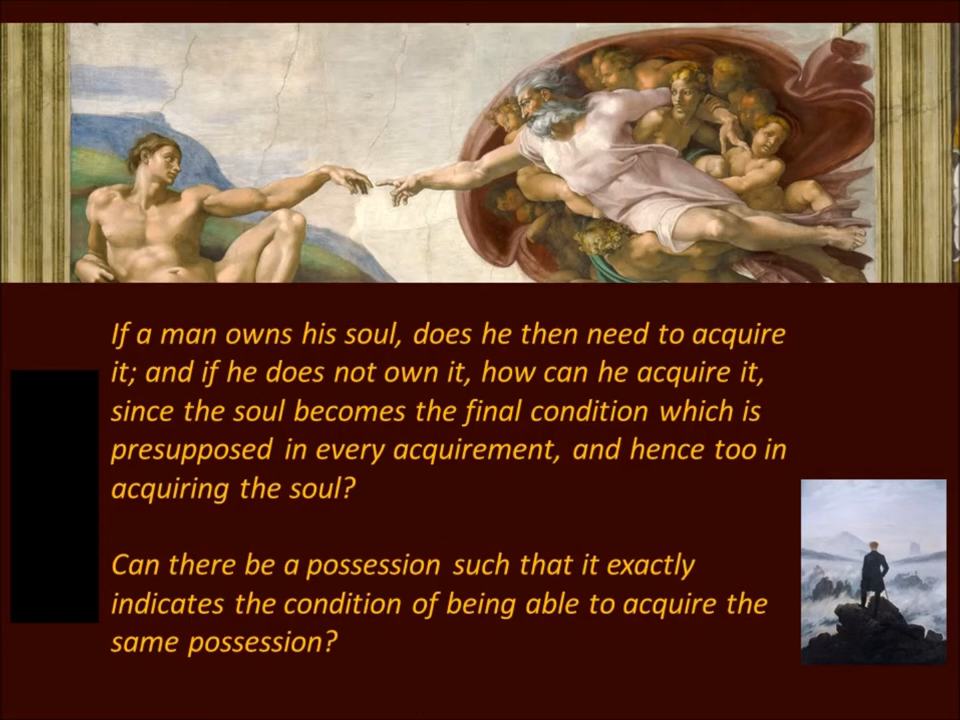 If a man owns his soul, does he then need to acquire
it; and if he does not own it, how can he acquire it,
since the soul becomes the final condition which is
presupposed in every acquirement, and hence too in
acquiring the soul?
Can there be a possession such that it exactly
indicates the condition of being able to acquire the
same possession?